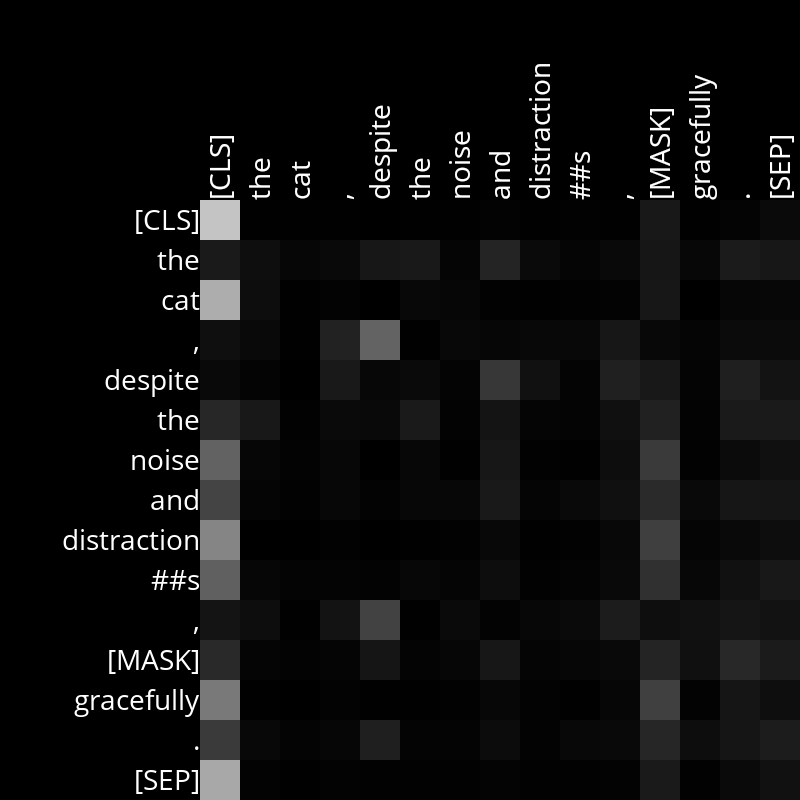 [CLS] the cat , despite the noise and distraction ##s , [MASK] gracefully . [SEP]
[CLS]
the
cat
,
despite
the
noise
and
distraction
##s
,
[MASK]
gracefully
.
[SEP]